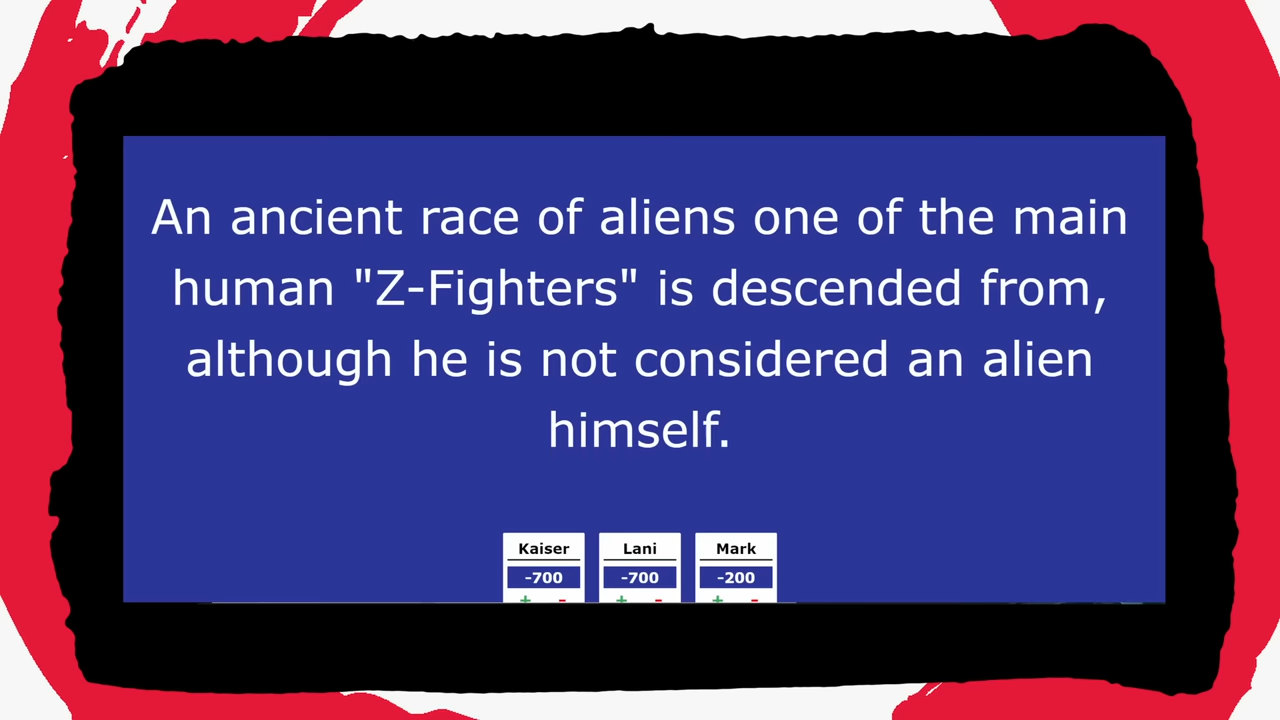 An ancient race of aliens one of the main
human "Z-Fighters" is descended from,
although he is not considered an alien
himself.
Kaiser Lani Mark
-700 -700 -200
+ - + - + -